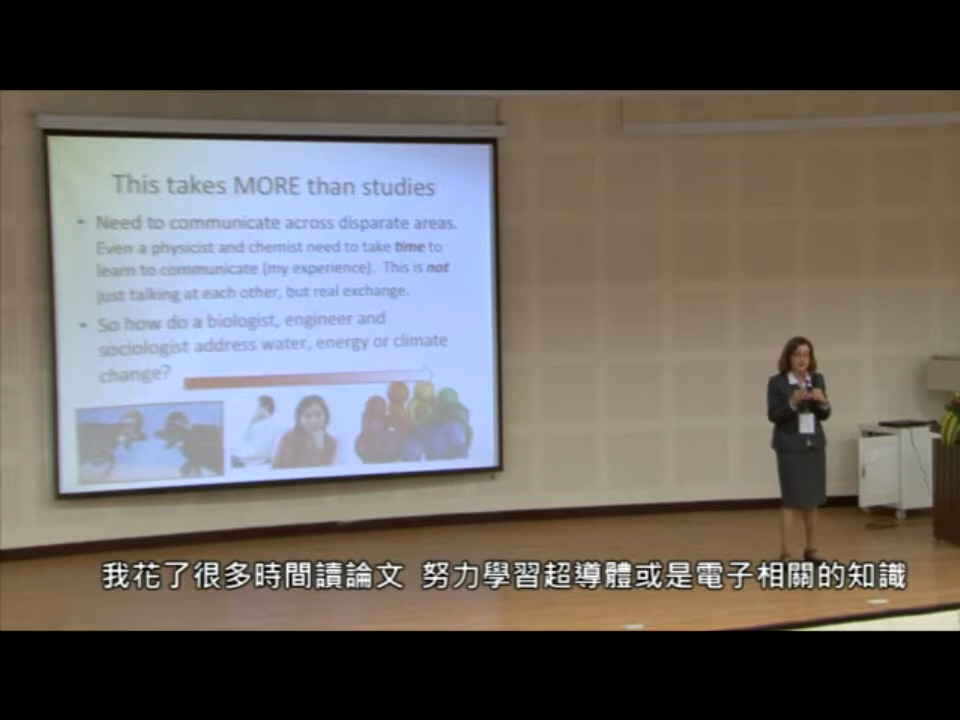 This takes MORE than studies
• Need to communicate across disparate areas.
Even a physicist and chemist need to take time to
learn to communicate (my experience). This is not
just talking at each other, but real exchange.
• So how do a biologist, engineer and
sociologist address water, energy or climate
change?
我花了很多時間讀論文 努力學習超導體或是電子相關的知識